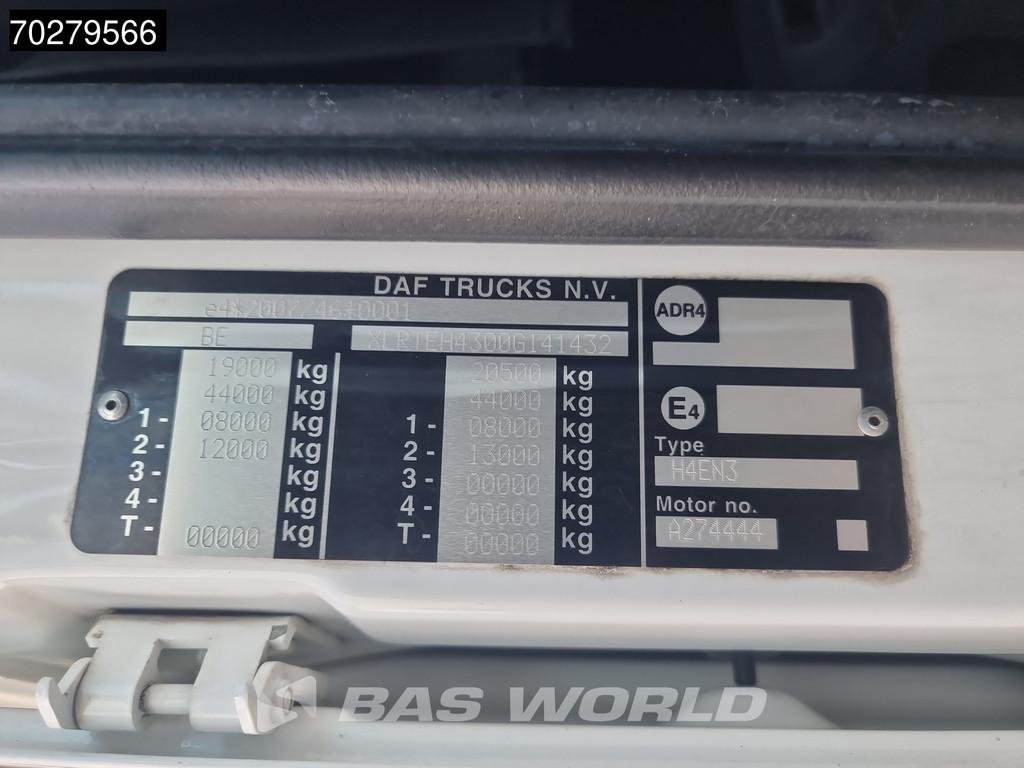 70279566
DAF TRUCKS N.V.
e4*2007/46*0001
BE XLRTEH4300G141432
19000 kg 20500 kg
44000 kg 44000 kg
1- 08000 kg 1- 08000 kg
2- 12000 kg 2- 13000 kg
3- kg 3- 00000 kg
4- kg 4- 00000 kg
T- 00000 kg T- 00000 kg
ADR4
E4
Type
H4EN3
Motor no.
A274444
BAS WORLD